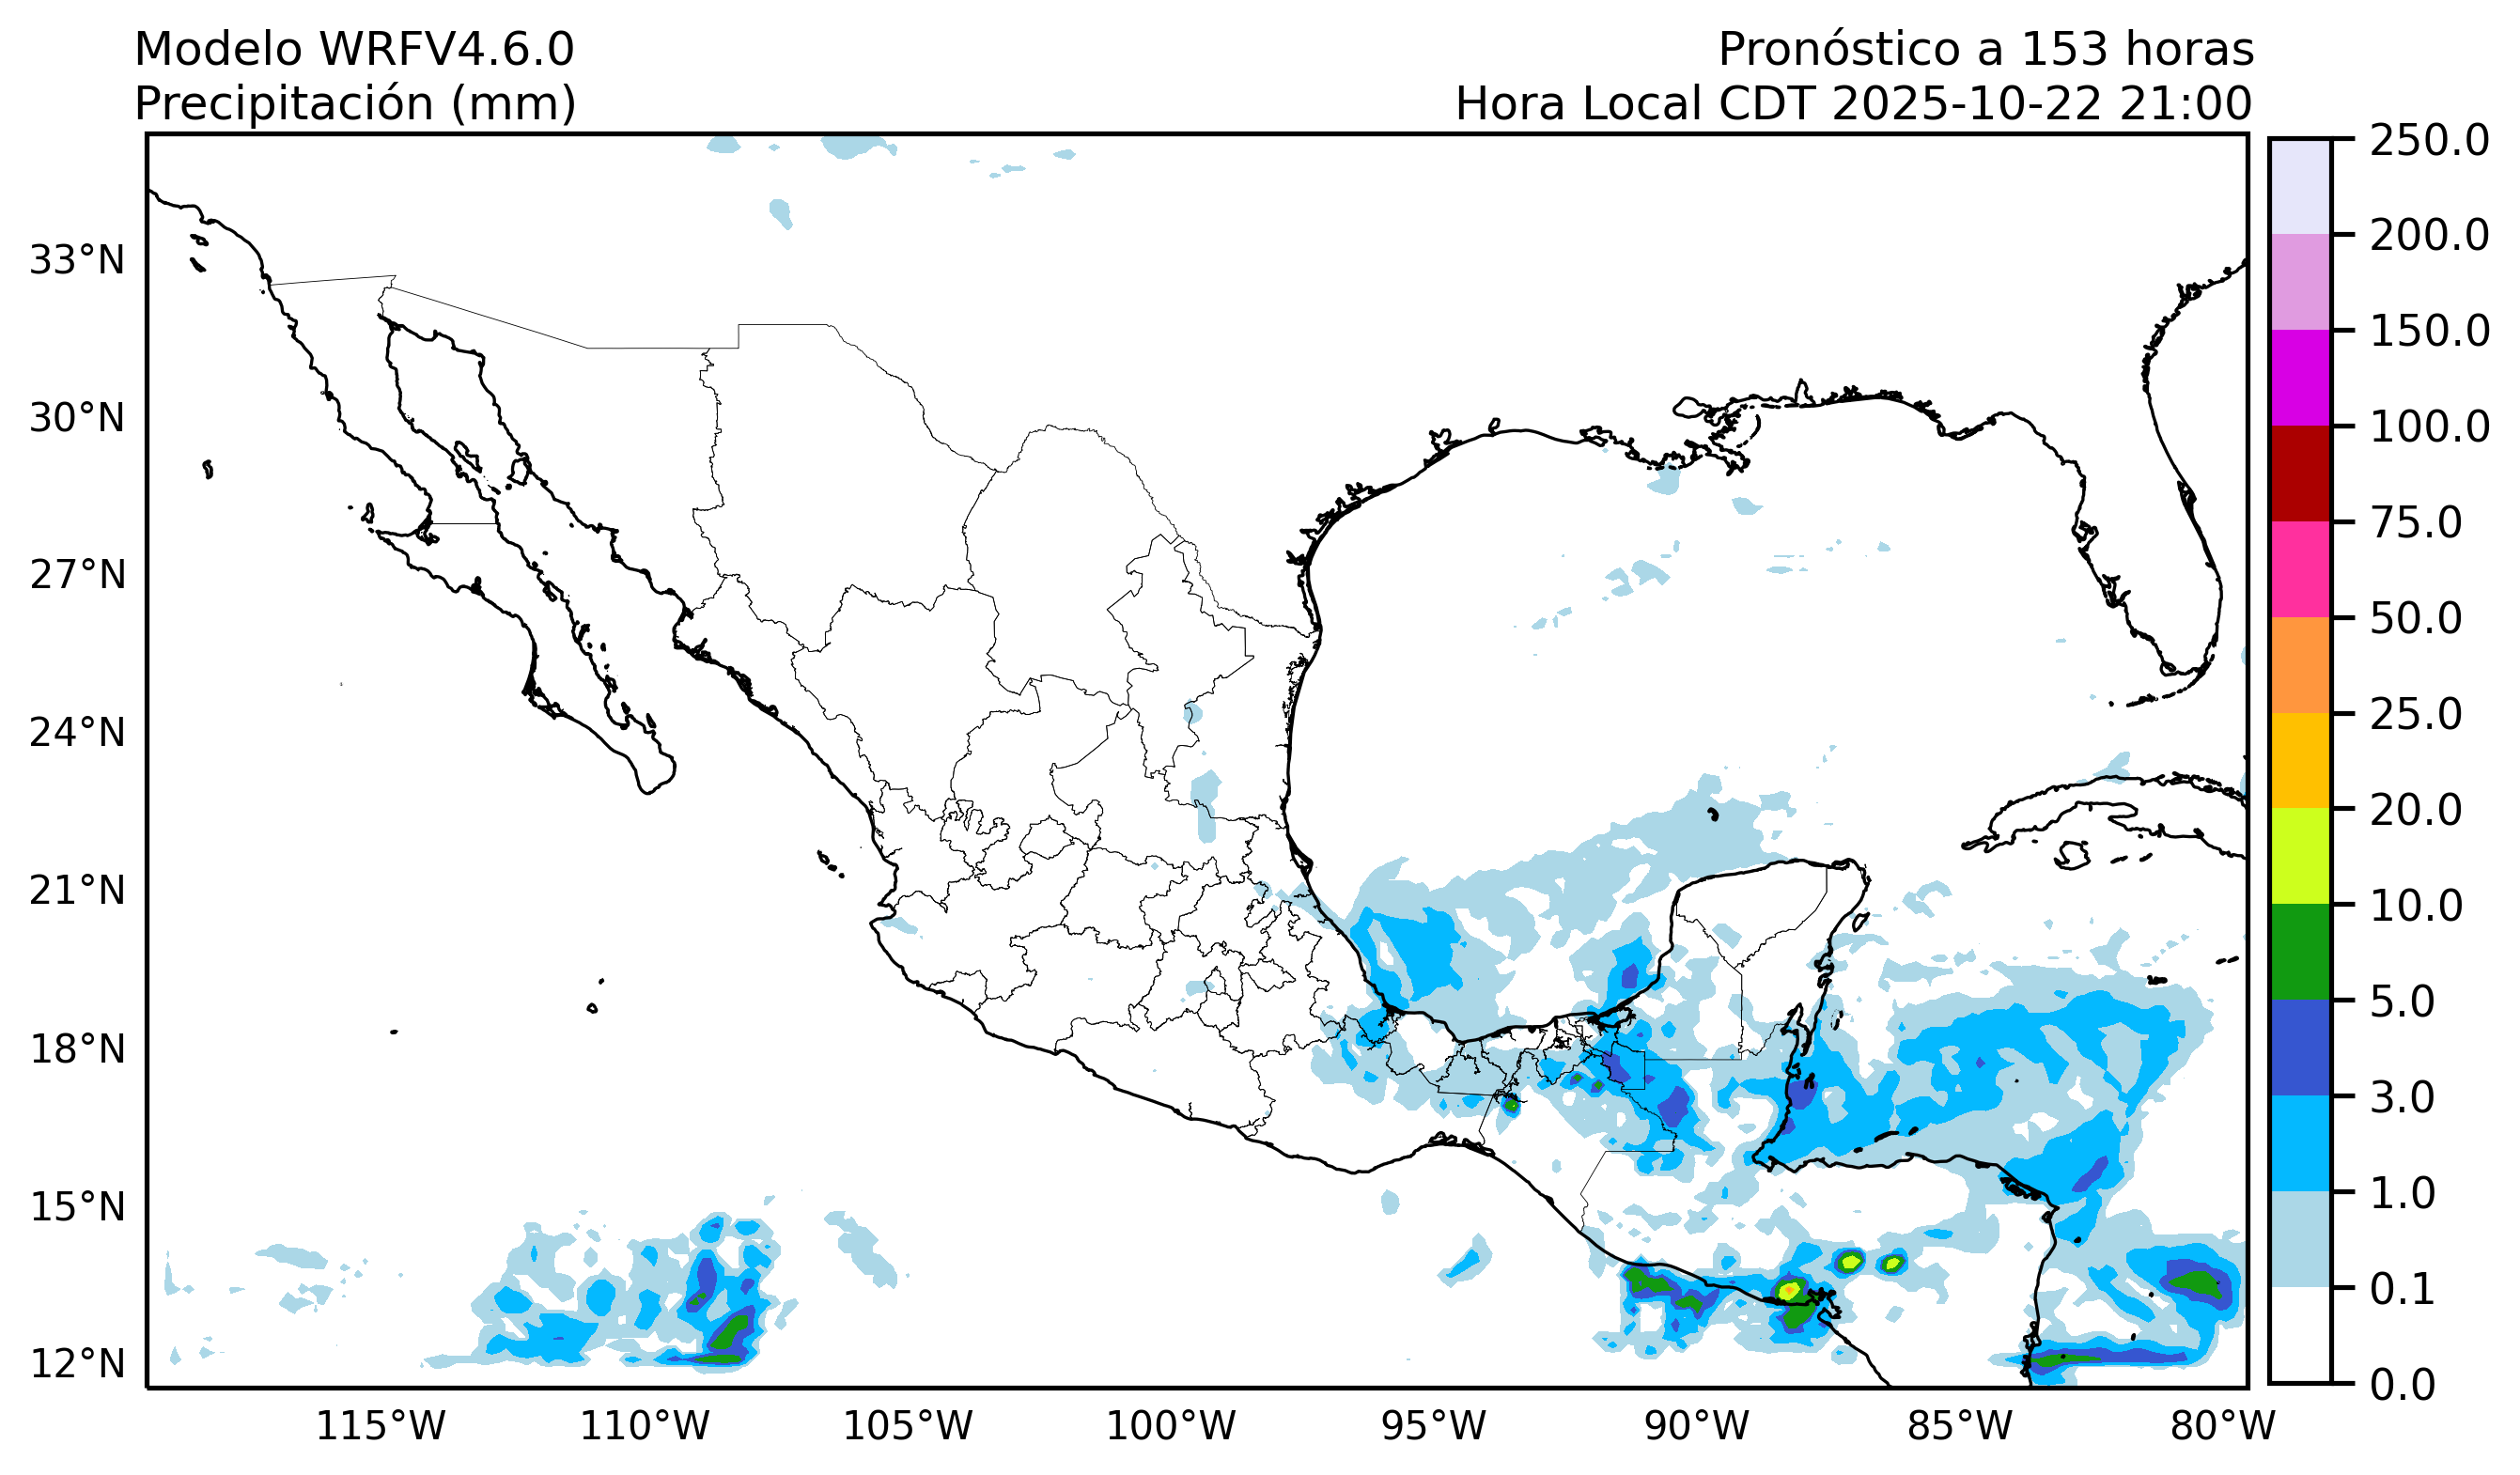 Modelo WRFV4.6.0
Precipitación (mm)
Pronóstico a 153 horas
Hora Local CDT 2025-10-22 21:00
33°N
30°N
27°N
24°N
21°N
18°N
15°N
12°N
115°W
110°W
105°W
100°W
95°W
90°W
85°W
80°W
250.0
200.0
150.0
100.0
75.0
50.0
25.0
20.0
10.0
5.0
3.0
1.0
0.1
0.0